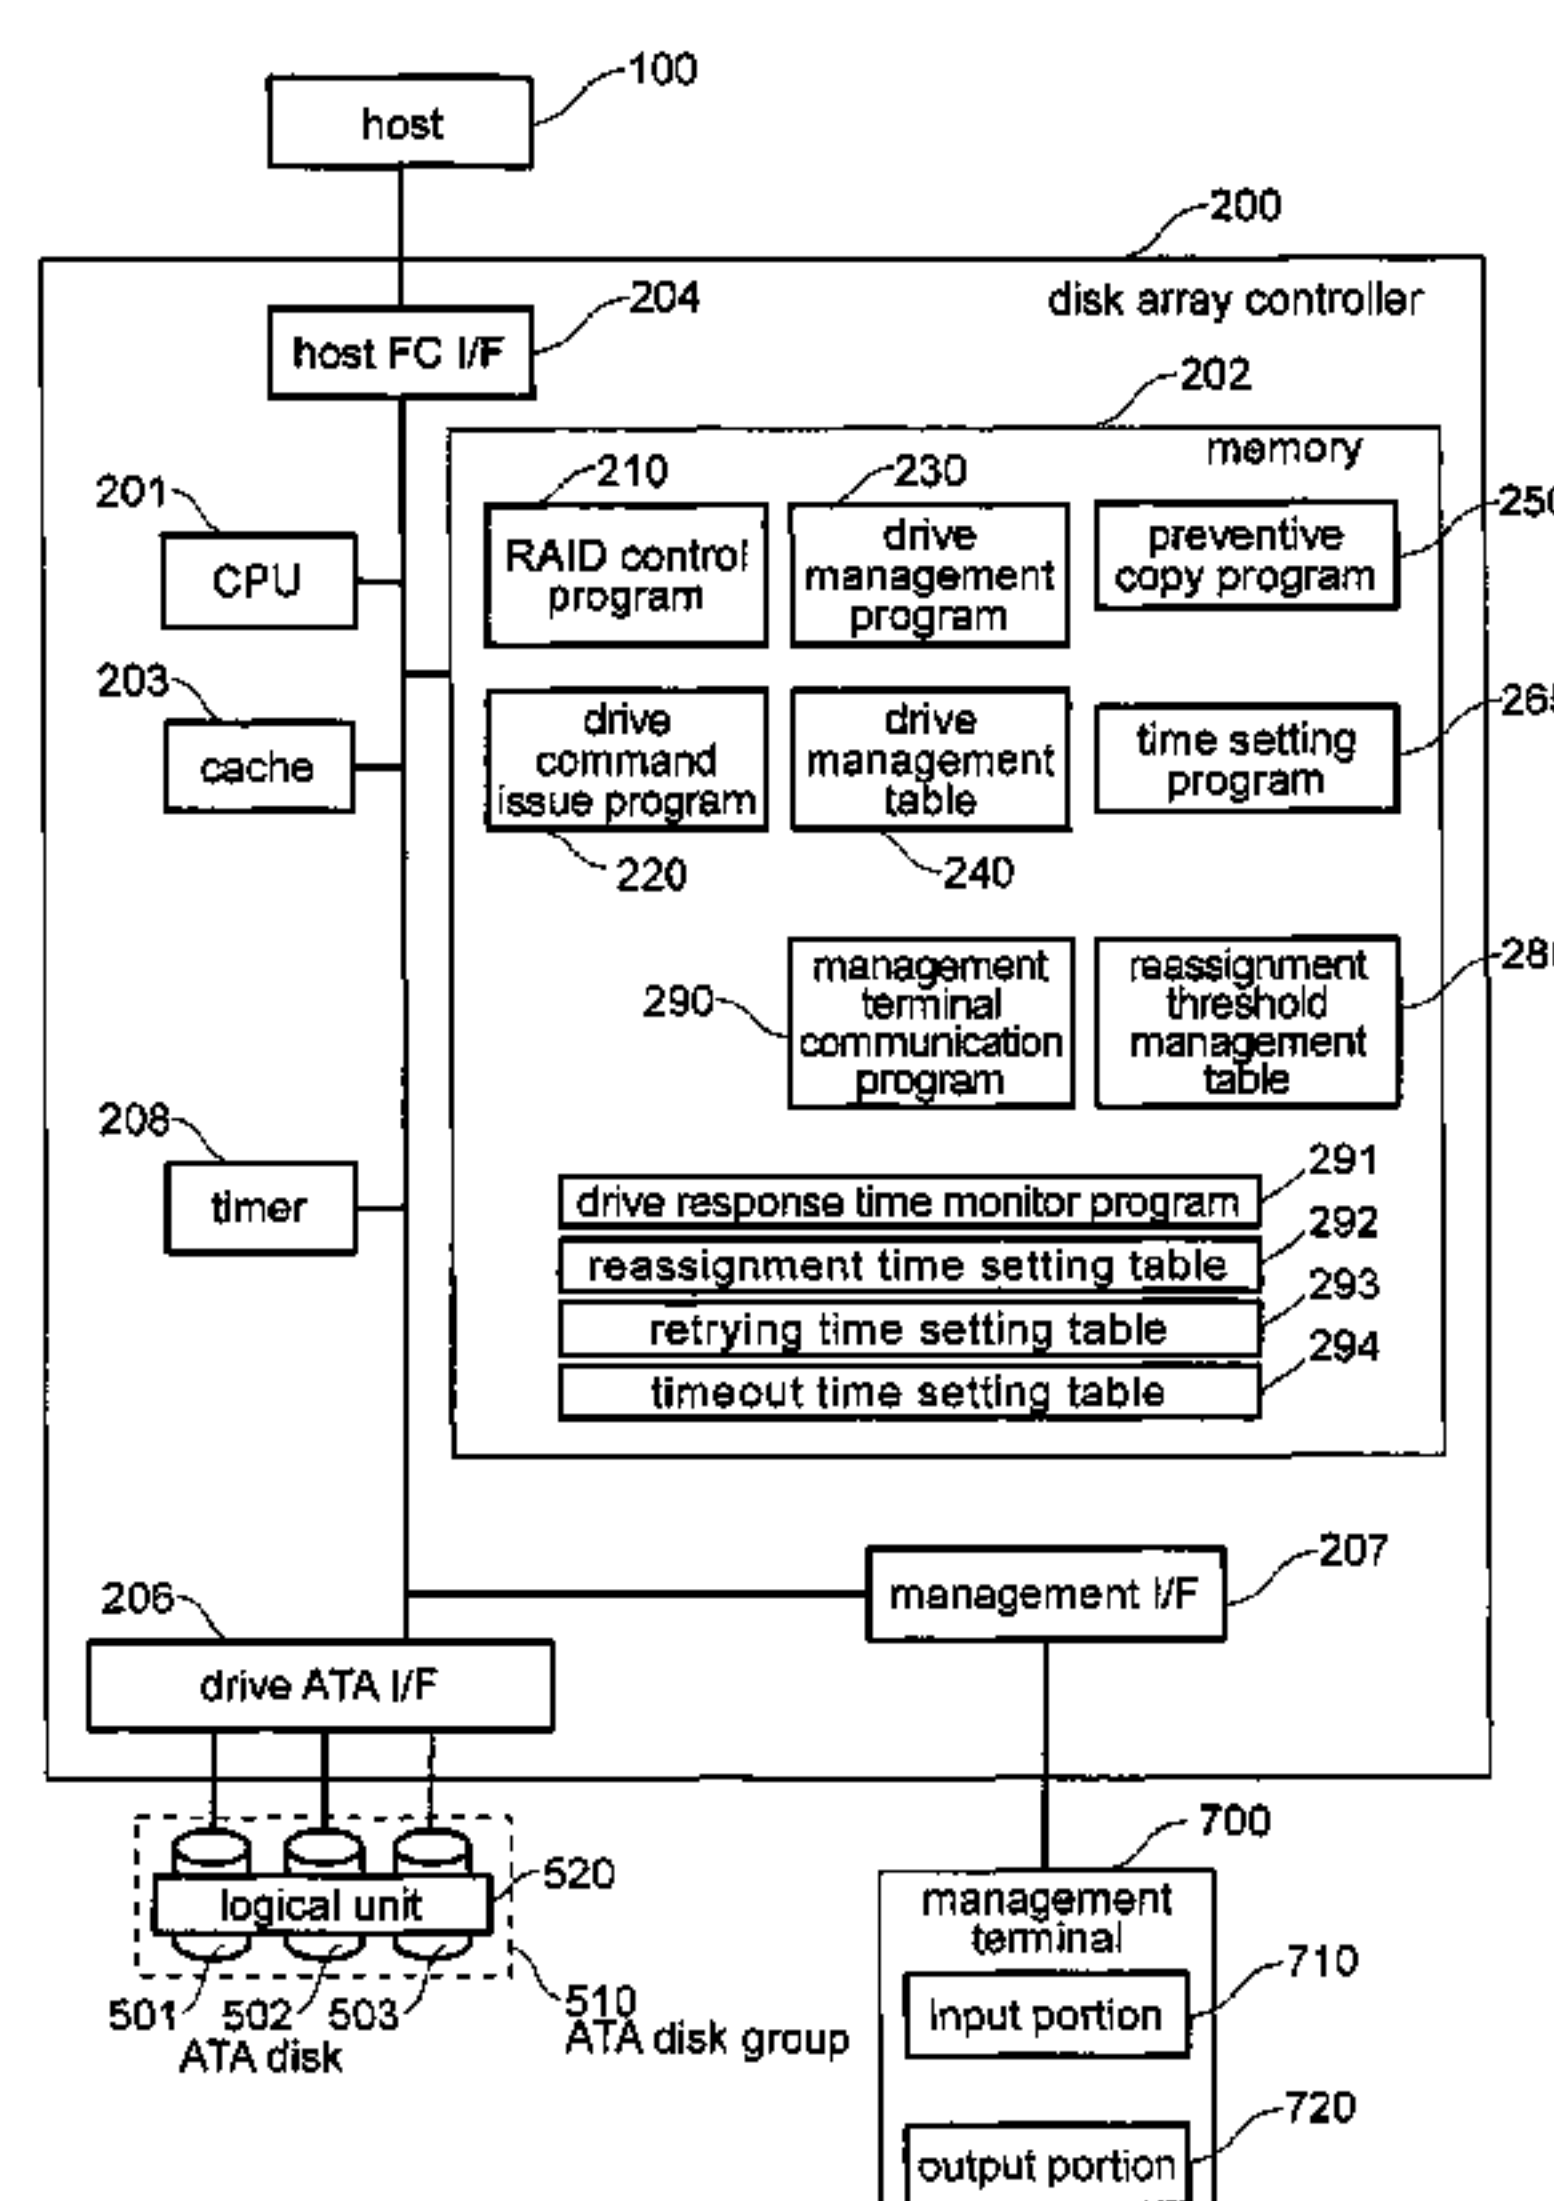 100
host
200
disk array controller
204
host FC I/F
202
memory
210
230
250
201
CPU
RAID control
program
drive
management
program
preventive
copy program
203
cache
drive
command
issue program
drive
management
table
time setting
program
220
240
290
management
terminal
communication
program
reassignment
threshold
management
table
208
timer
291
drive response time monitor program
292
reassignment time setting table
293
retrying time setting table
294
timeout time setting table
207
management I/F
206
drive ATA I/F
700
management
terminal
520
logical unit
710
input portion
501 502 503
ATA disk
510
ATA disk group
720
output portion